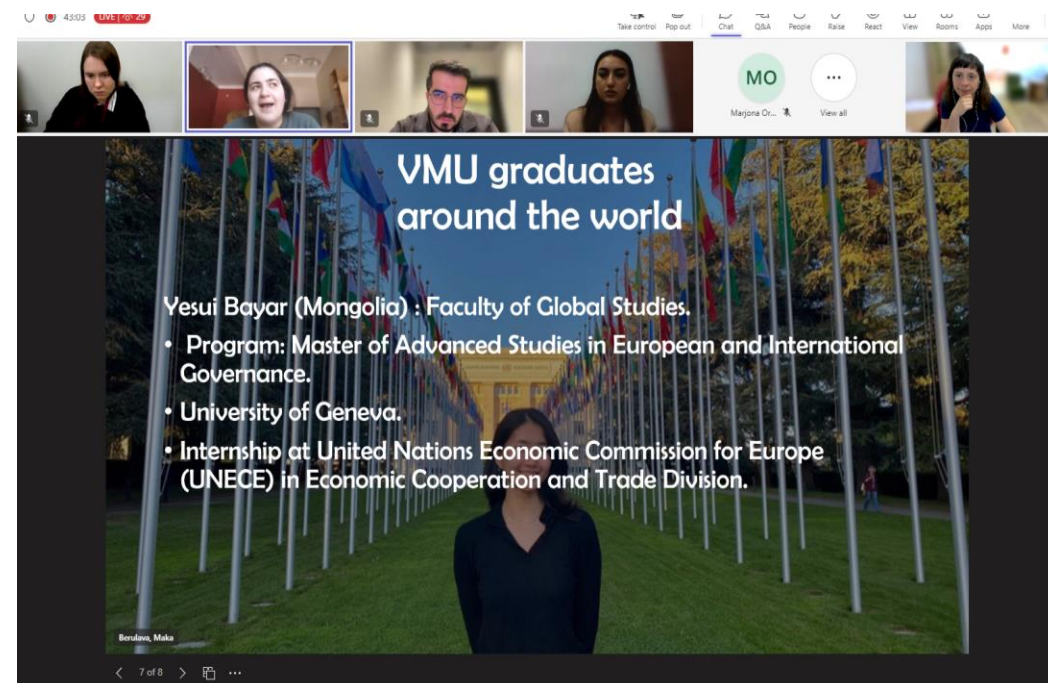 43:03
LIVE | 29
Take control
Pop out
Chat
Q&A
People
Raise
React
View
Rooms
Apps
More
MO
Marjona Or...
View all
VMU graduates
around the world
Yesui Bayar (Mongolia) : Faculty of Global Studies.
• Program: Master of Advanced Studies in European and International
Governance.
• University of Geneva.
• Internship at United Nations Economic Commission for Europe
(UNECE) in Economic Cooperation and Trade Division.
Berulava, Maka
7 of 8